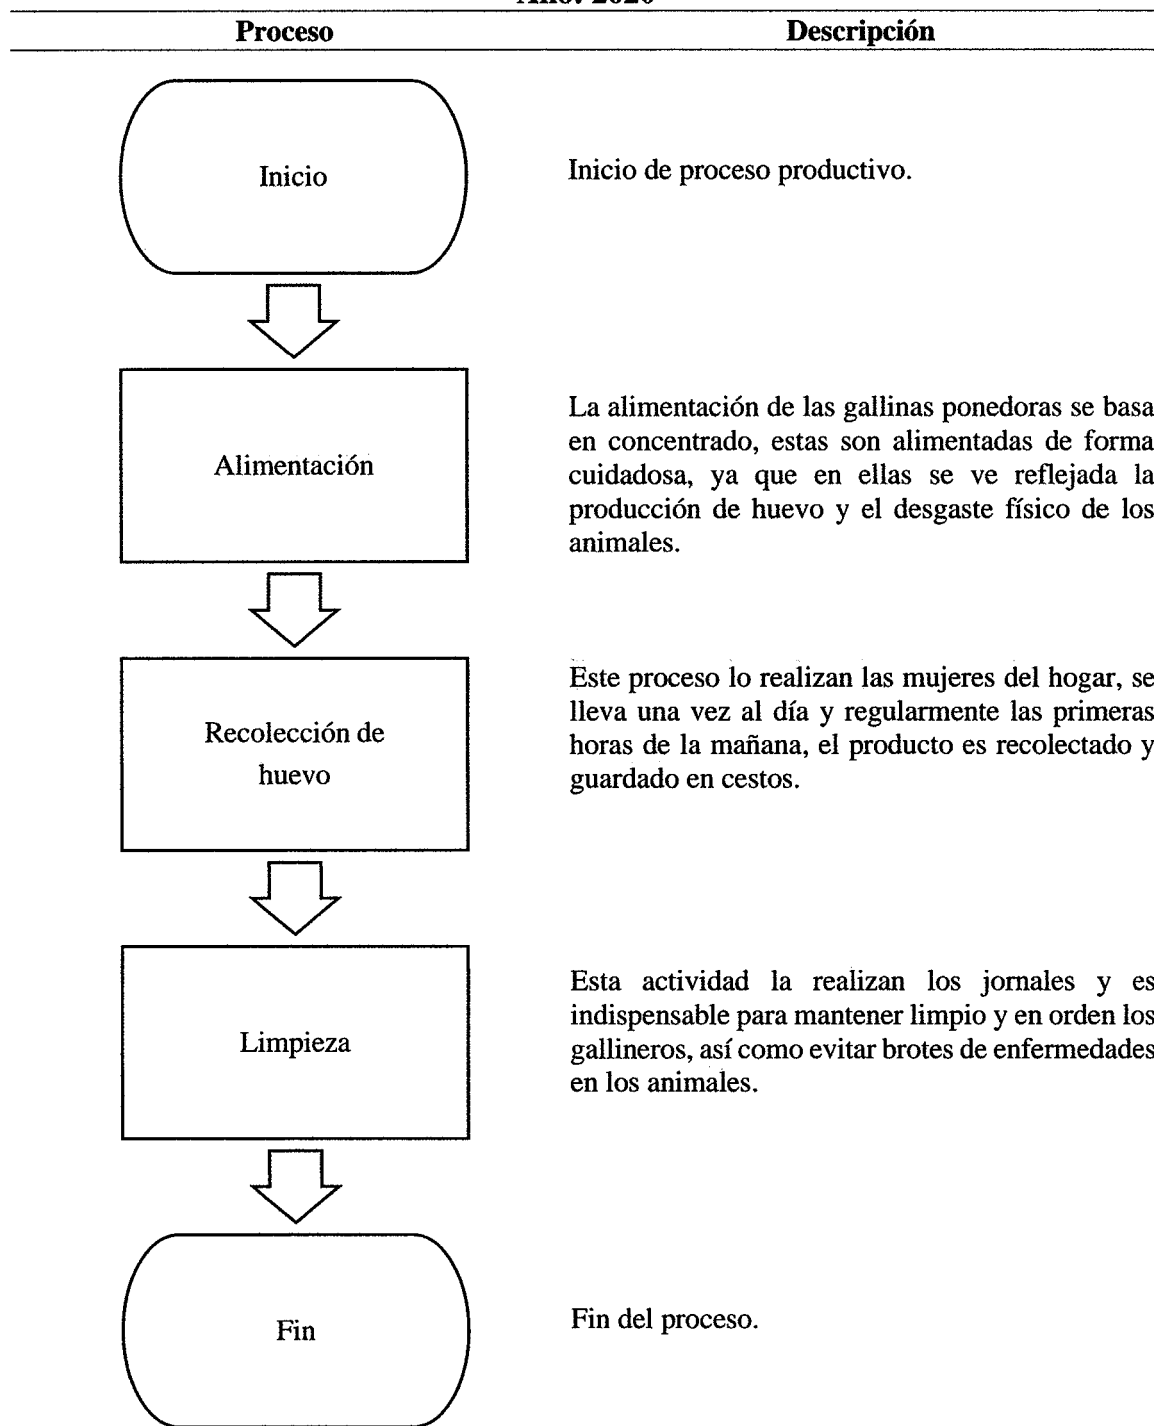 Año: 2020
Proceso Descripción
Inicio
Inicio de proceso productivo.
Alimentación
La alimentación de las gallinas ponedoras se basa
en concentrado, estas son alimentadas de forma
cuidadosa, ya que en ellas se ve reflejada la
producción de huevo y el desgaste físico de los
animales.
Recolección de
huevo
Este proceso lo realizan las mujeres del hogar, se
lleva una vez al día y regularmente las primeras
horas de la mañana, el producto es recolectado y
guardado en cestos.
Limpieza
Esta actividad la realizan los jornales y es
indispensable para mantener limpio y en orden los
gallineros, así como evitar brotes de enfermedades
en los animales.
Fin
Fin del proceso.